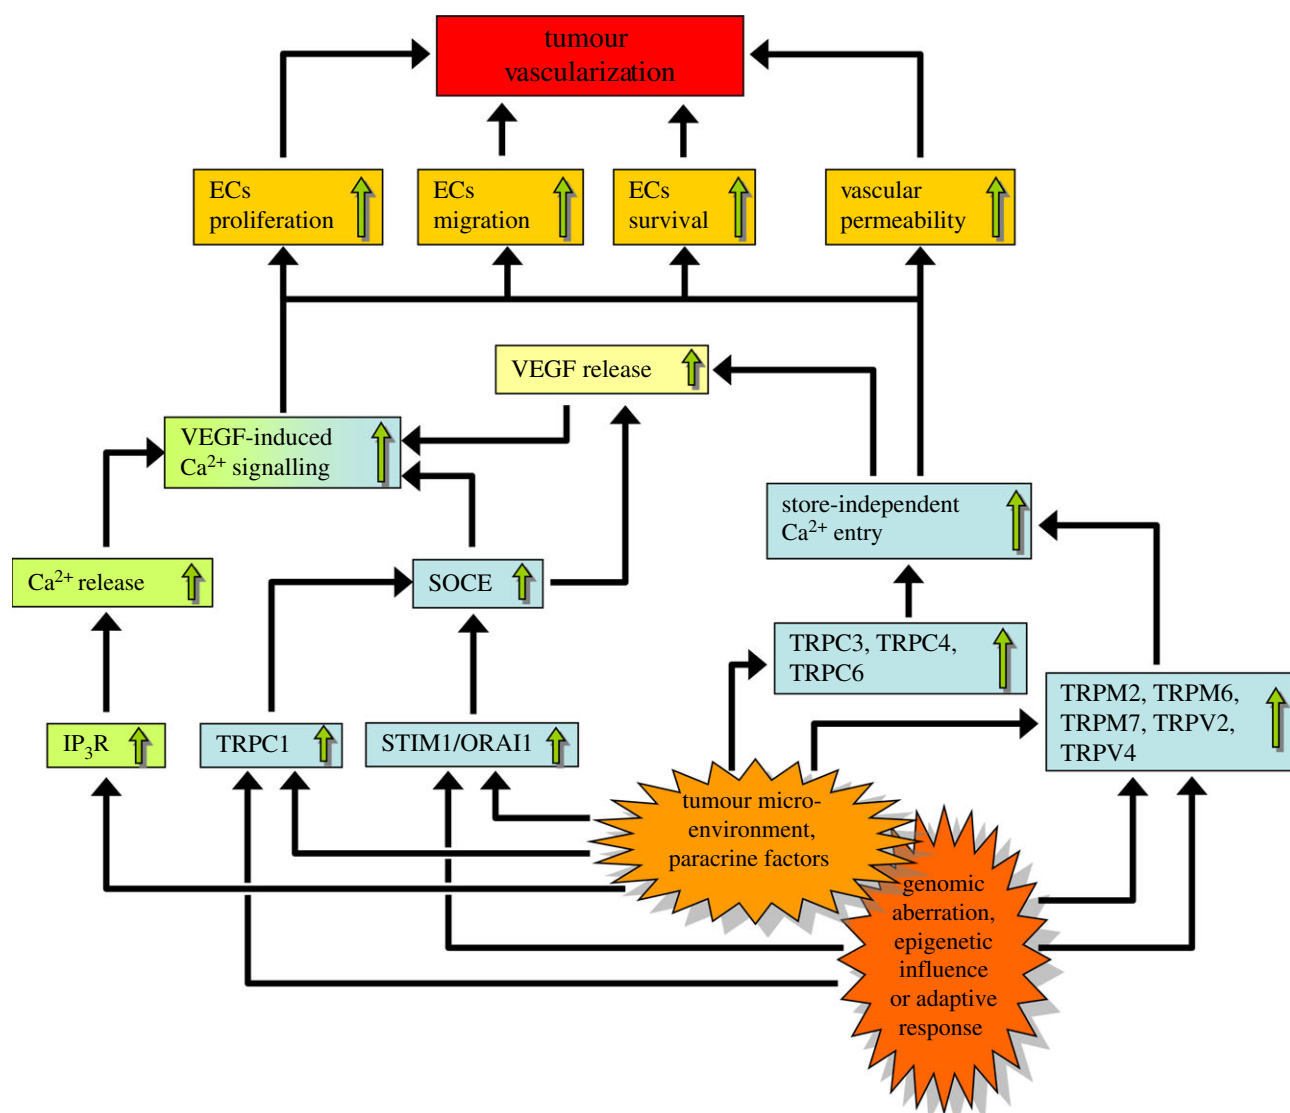 tumour
vascularization
ECs
proliferation
ECs
migration
ECs
survival
vascular
permeability
VEGF release
VEGF-induced
Ca²⁺ signalling
store-independent
Ca²⁺ entry
Ca²⁺ release
SOCE
TRPC3, TRPC4,
TRPC6
TRPM2, TRPM6,
TRPM7, TRPV2,
TRPV4
IP₃R
TRPC1
STIM1/ORAI1
tumour micro-
environment,
paracrine factors
genomic
aberration,
epigenetic
influence
or adaptive
response